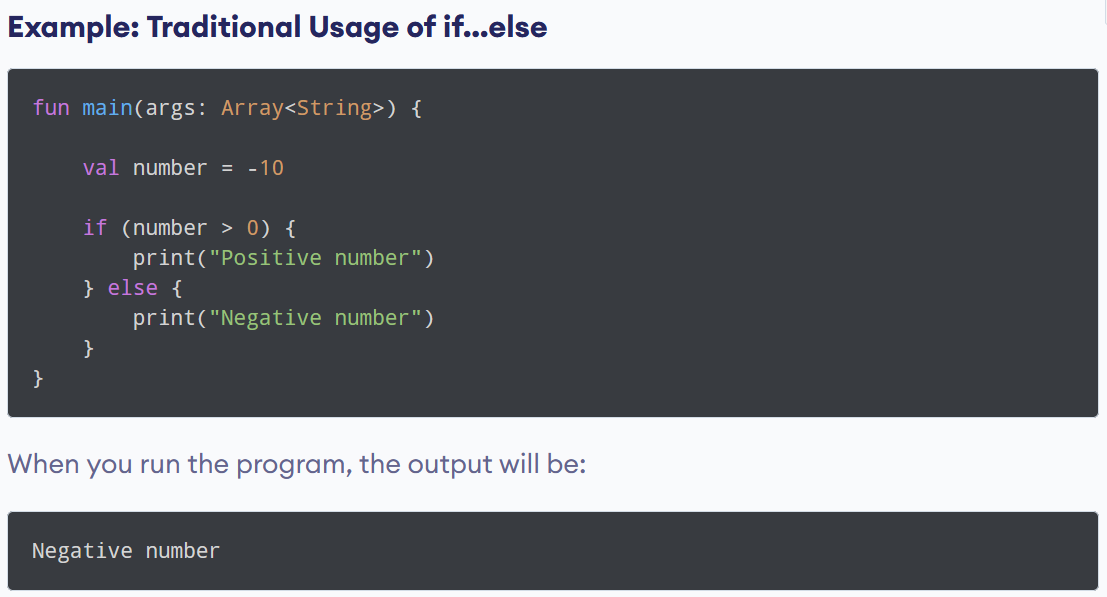 Example: Traditional Usage of if...else
fun main(args: Array<String>) {
val number = -10
if (number > 0) {
print("Positive number")
} else {
print("Negative number")
}
}
When you run the program, the output will be:
Negative number